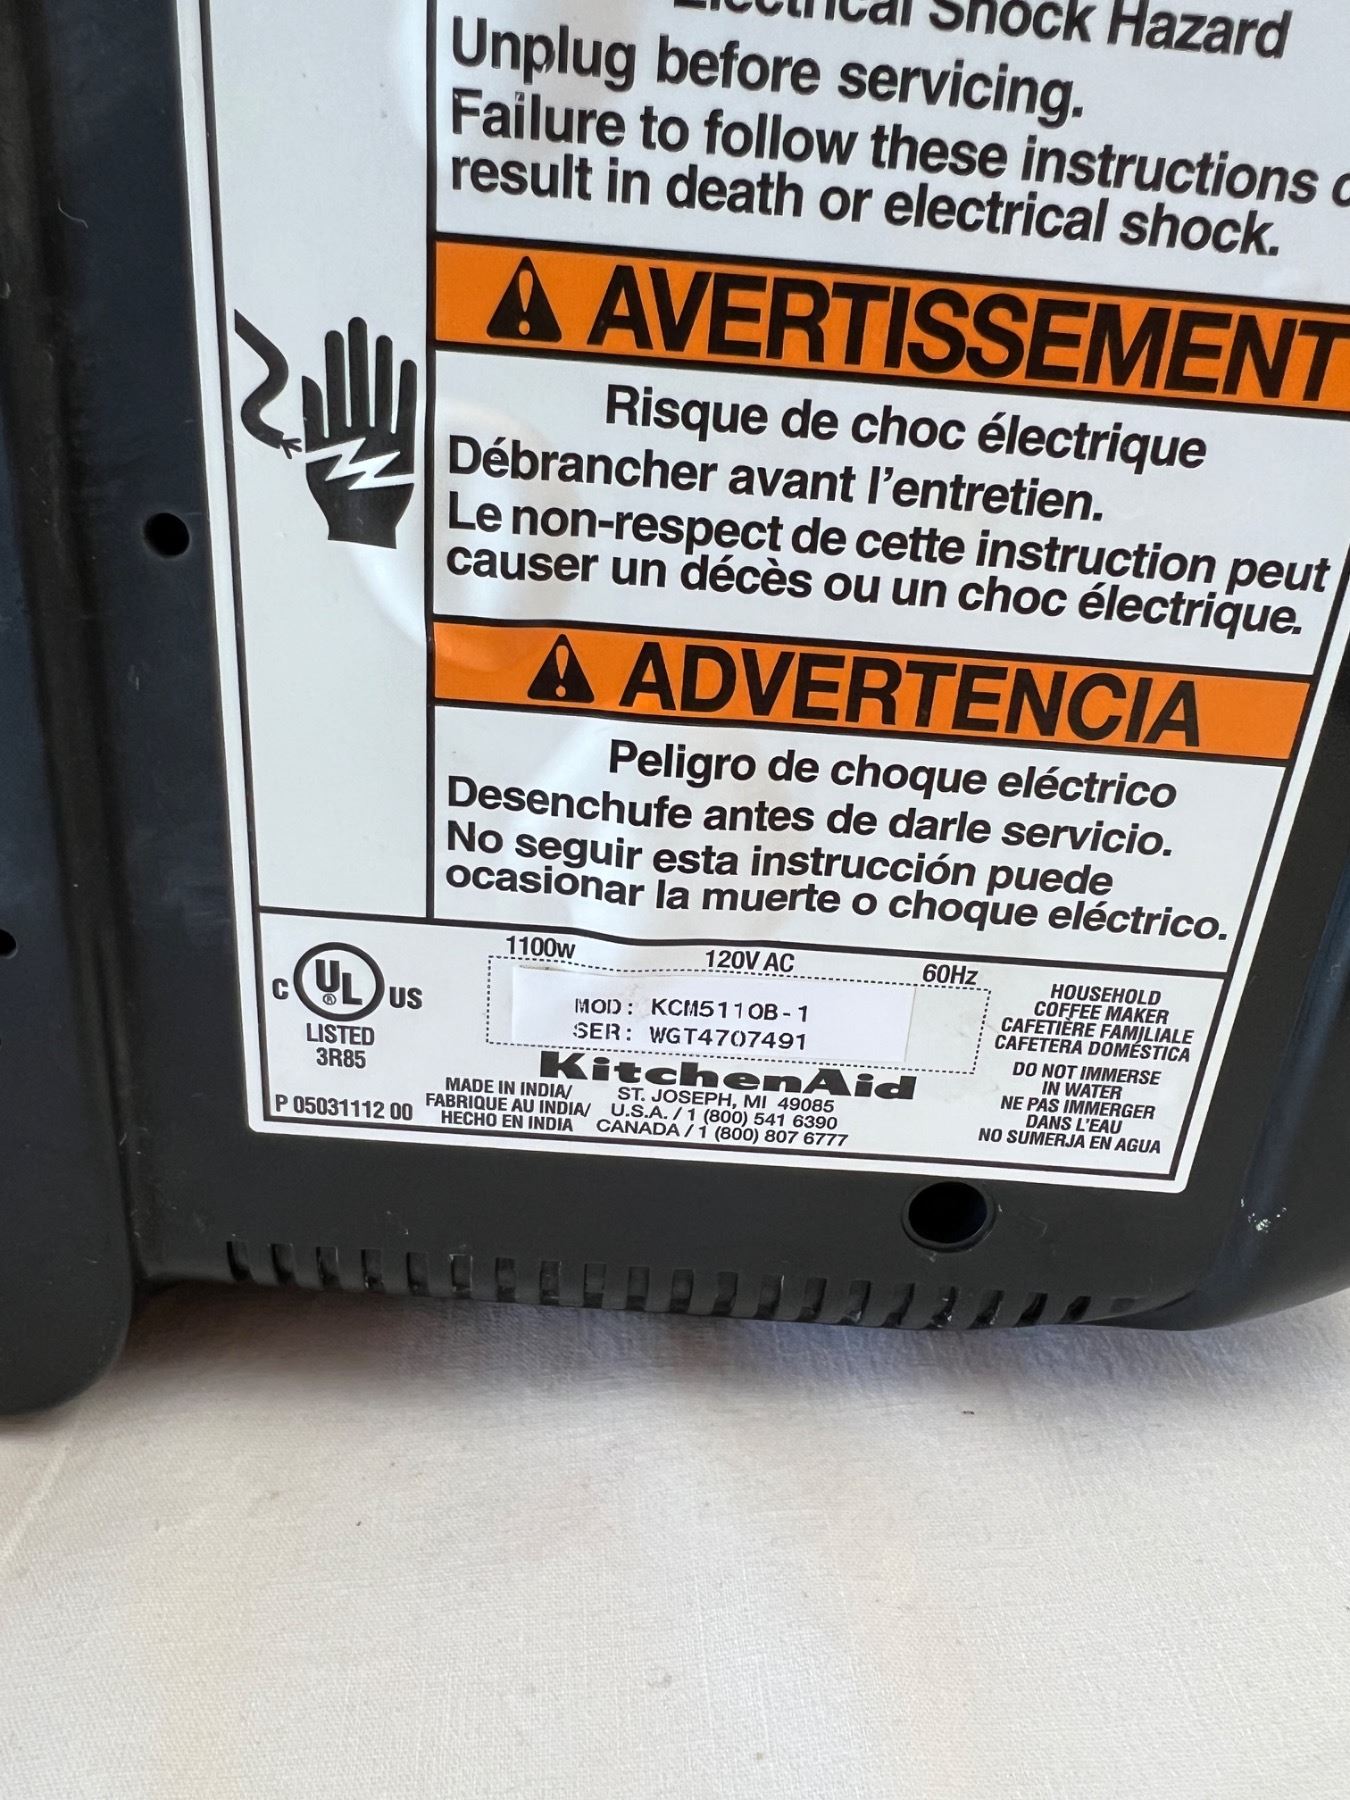 Electrical Shock Hazard
Unplug before servicing.
Failure to follow these instructions
result in death or electrical shock.
AVERTISSEMENT
Risque de choc électrique
Débrancher avant l'entretien.
Le non-respect de cette instruction peut
causer un décès ou un choc électrique.
ADVERTENCIA
Peligro de choque eléctrico
Desenchufe antes de darle servicio.
No seguir esta instrucción puede
ocasionar la muerte o choque eléctrico.
C UL ® US
LISTED
3R85
P 05031112 00
1100w 120V AC 60Hz
MOD: KCM5110B-1
SER: WGT4707491
KitchenAid
MADE IN INDIA/
FABRIQUE AU INDIA/
HECHO EN INDIA
ST. JOSEPH, MI 49085
U.S.A. / 1 (800) 541 6390
CANADA / 1 (800) 807 6777
HOUSEHOLD
COFFEE MAKER
CAFETIÈRE FAMILIALE
CAFETERA DOMÉSTICA
DO NOT IMMERSE
IN WATER
NE PAS IMMERGER
DANS L'EAU
NO SUMERJA EN AGUA